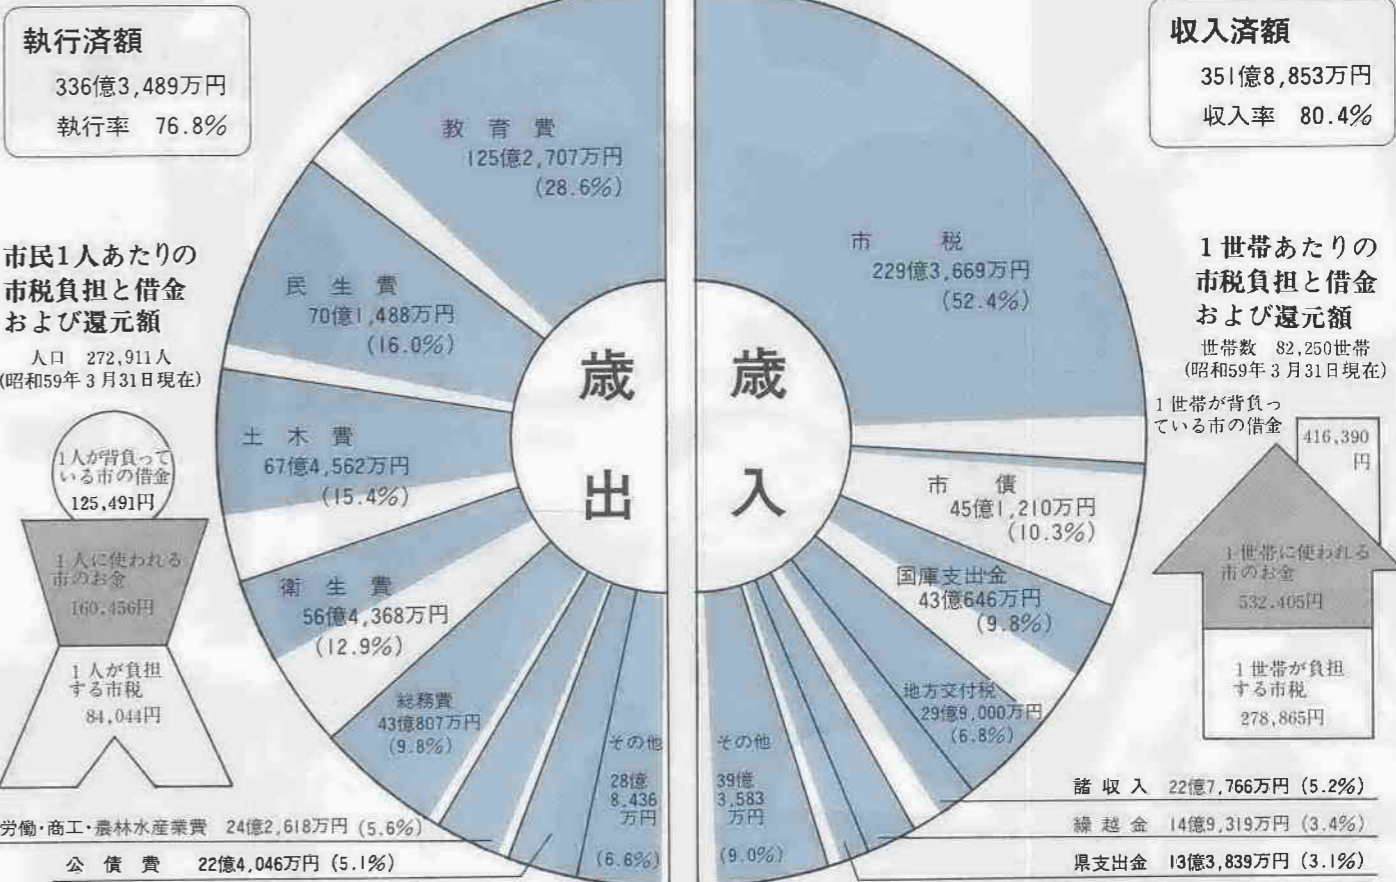 執行済額
336億3,489万円
執行率 76.8%
市民1人あたりの
市税負担と借金
および還元額
人口 272,911人
(昭和59年3月31日現在)
1人が背負って
いる市の借金
125,491円
1人に使われる
市のお金
160,456円
1人が負担
する市税
84,044円
歳出
教育費
125億2,707万円
(28.6%)
民生費
70億1,488万円
(16.0%)
土木費
67億4,562万円
(15.4%)
衛生費
56億4,368万円
(12.9%)
総務費
43億807万円
(9.8%)
労働・商工・農林水産業費 24億2,618万円 (5.6%)
公債費 22億4,046万円 (5.1%)
その他
28億
8,436
万円
(6.6%)
歳入
市税
229億3,669万円
(52.4%)
市債
45億1,210万円
(10.3%)
国庫支出金
43億646万円
(9.8%)
地方交付税
29億9,000万円
(6.8%)
諸収入 22億7,766万円 (5.2%)
繰越金 14億9,319万円 (3.4%)
県支出金 13億3,839万円 (3.1%)
その他
39億
3,583
万円
(9.0%)
収入済額
351億8,853万円
収入率 80.4%
1世帯あたりの
市税負担と借金
および還元額
世帯数 82,250世帯
(昭和59年3月31日現在)
1世帯が背負っ
ている市の借金
416,390
円
1世帯に使われる
市のお金
532,405円
1世帯が負担
する市税
278,865円